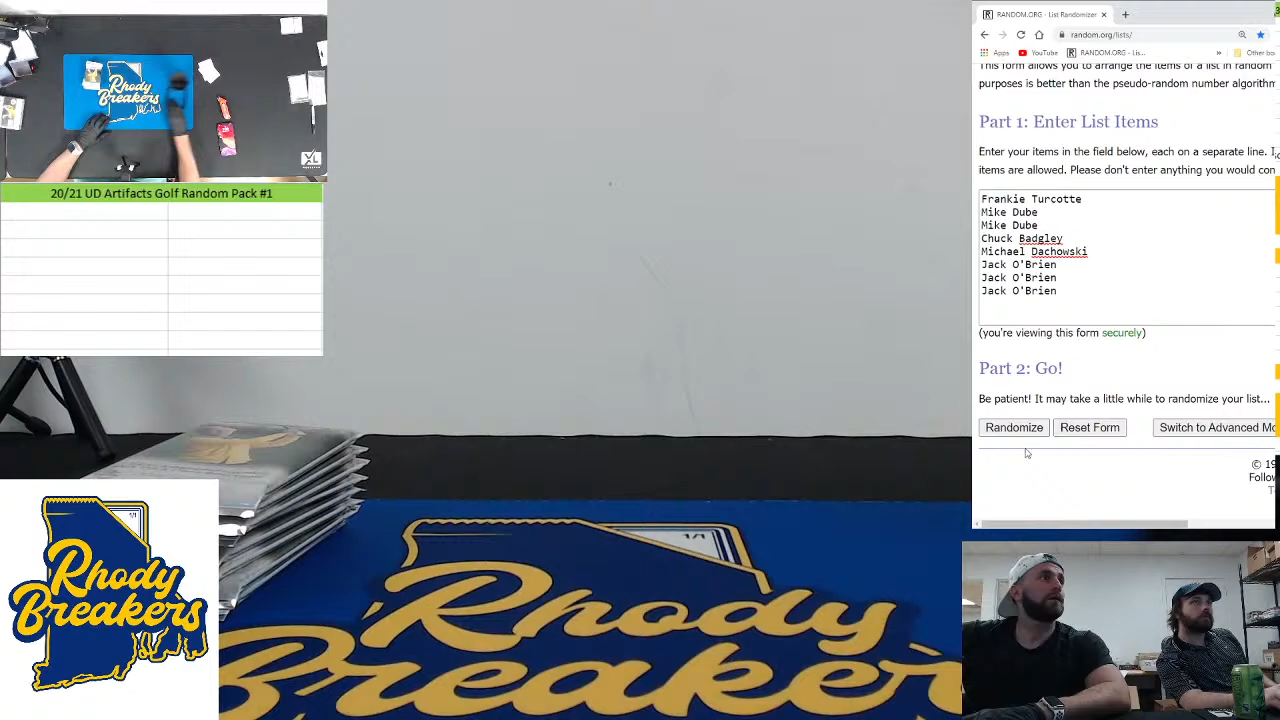 Rhody
Breakers
XL
20/21 UD Artifacts Golf Random Pack #1
RANDOM.ORG - List Randomizer
random.org/lists/
Apps
YouTube
RANDOM.ORG - Lis...
»
Other bo
This form allows you to arrange the items of a list in random
purposes is better than the pseudo-random number algorithm
Part 1: Enter List Items
Enter your items in the field below, each on a separate line. I
items are allowed. Please don't enter anything you would con
Frankie Turcotte
Mike Dube
Mike Dube
Chuck Badgley
Michael Dachowski
Jack O'Brien
Jack O'Brien
Jack O'Brien
(you're viewing this form securely)
Part 2: Go!
Be patient! It may take a little while to randomize your list...
Randomize
Reset Form
Switch to Advanced Mo
© 19
Follow
T
Rhody
Breakers
Rhody
Breaker